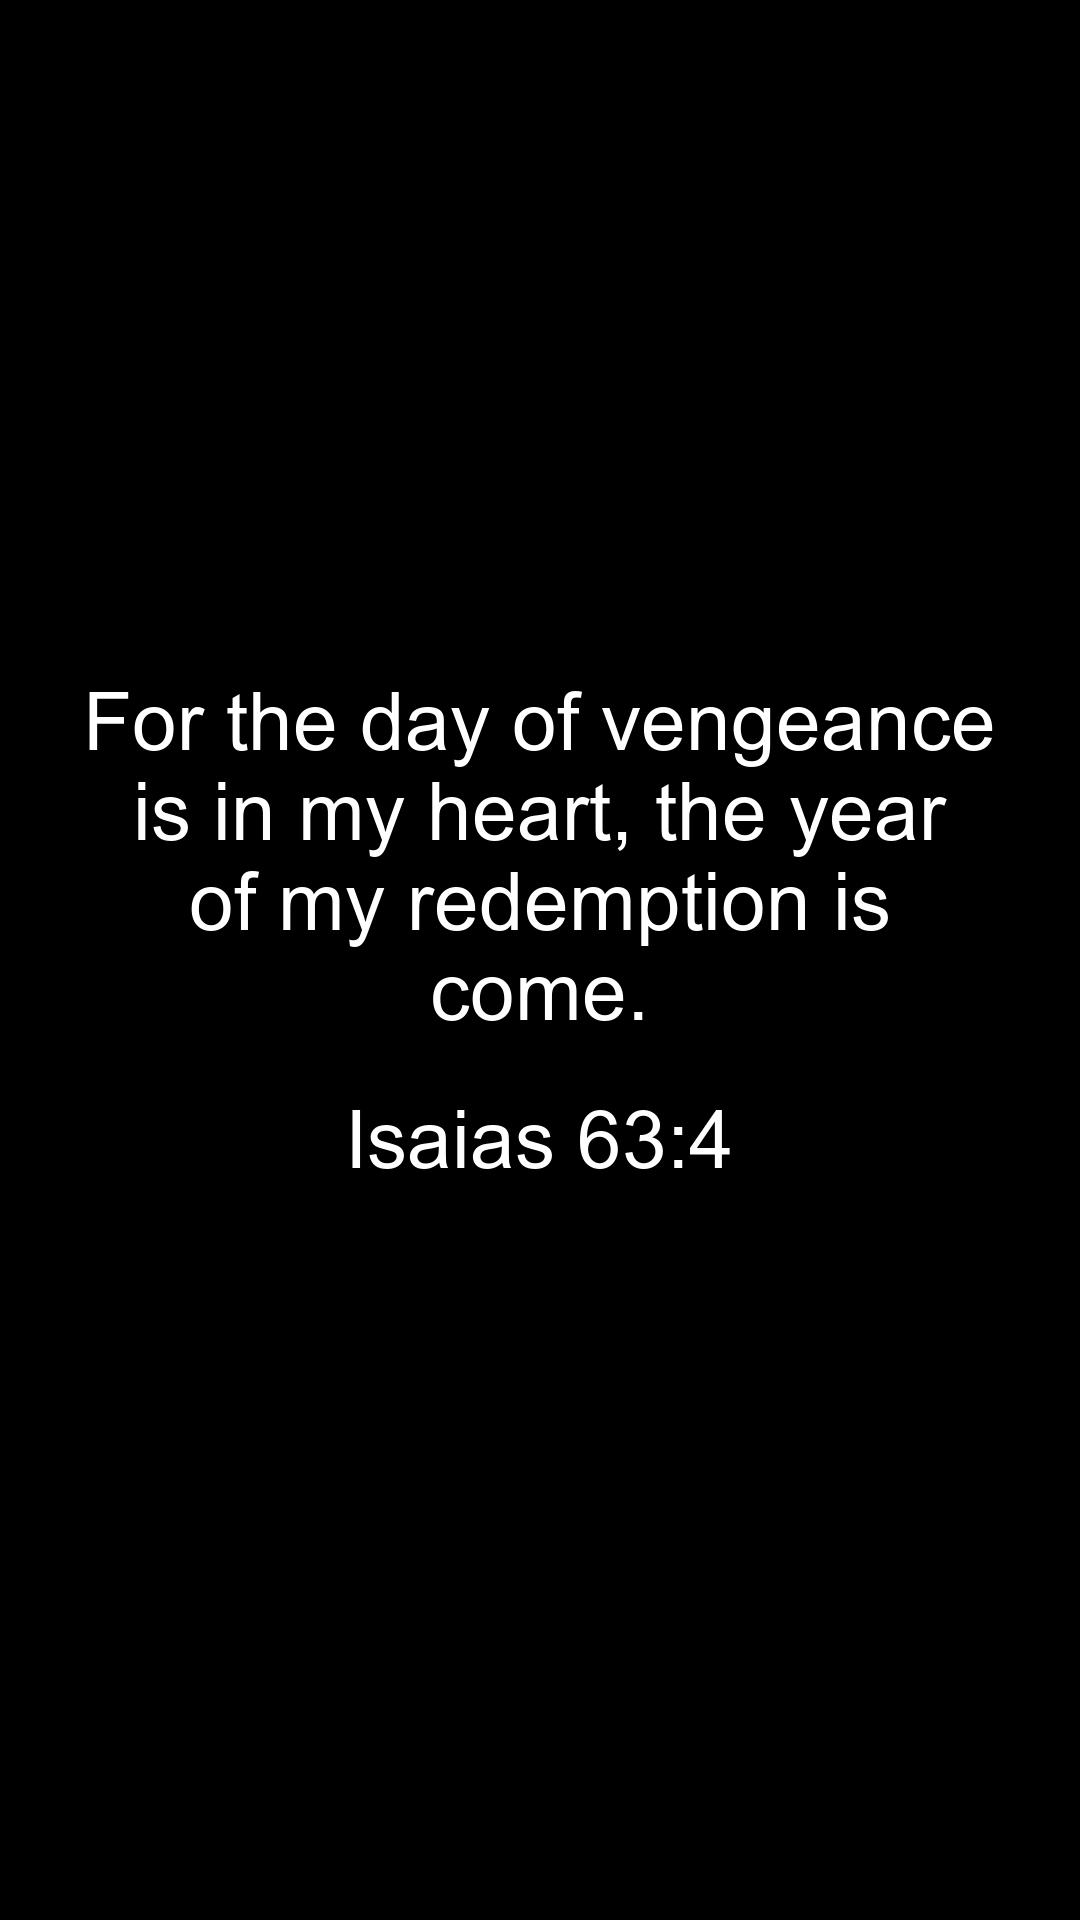 For the day of vengeance
is in my heart, the year
of my redemption is
come.
Isaias 63:4